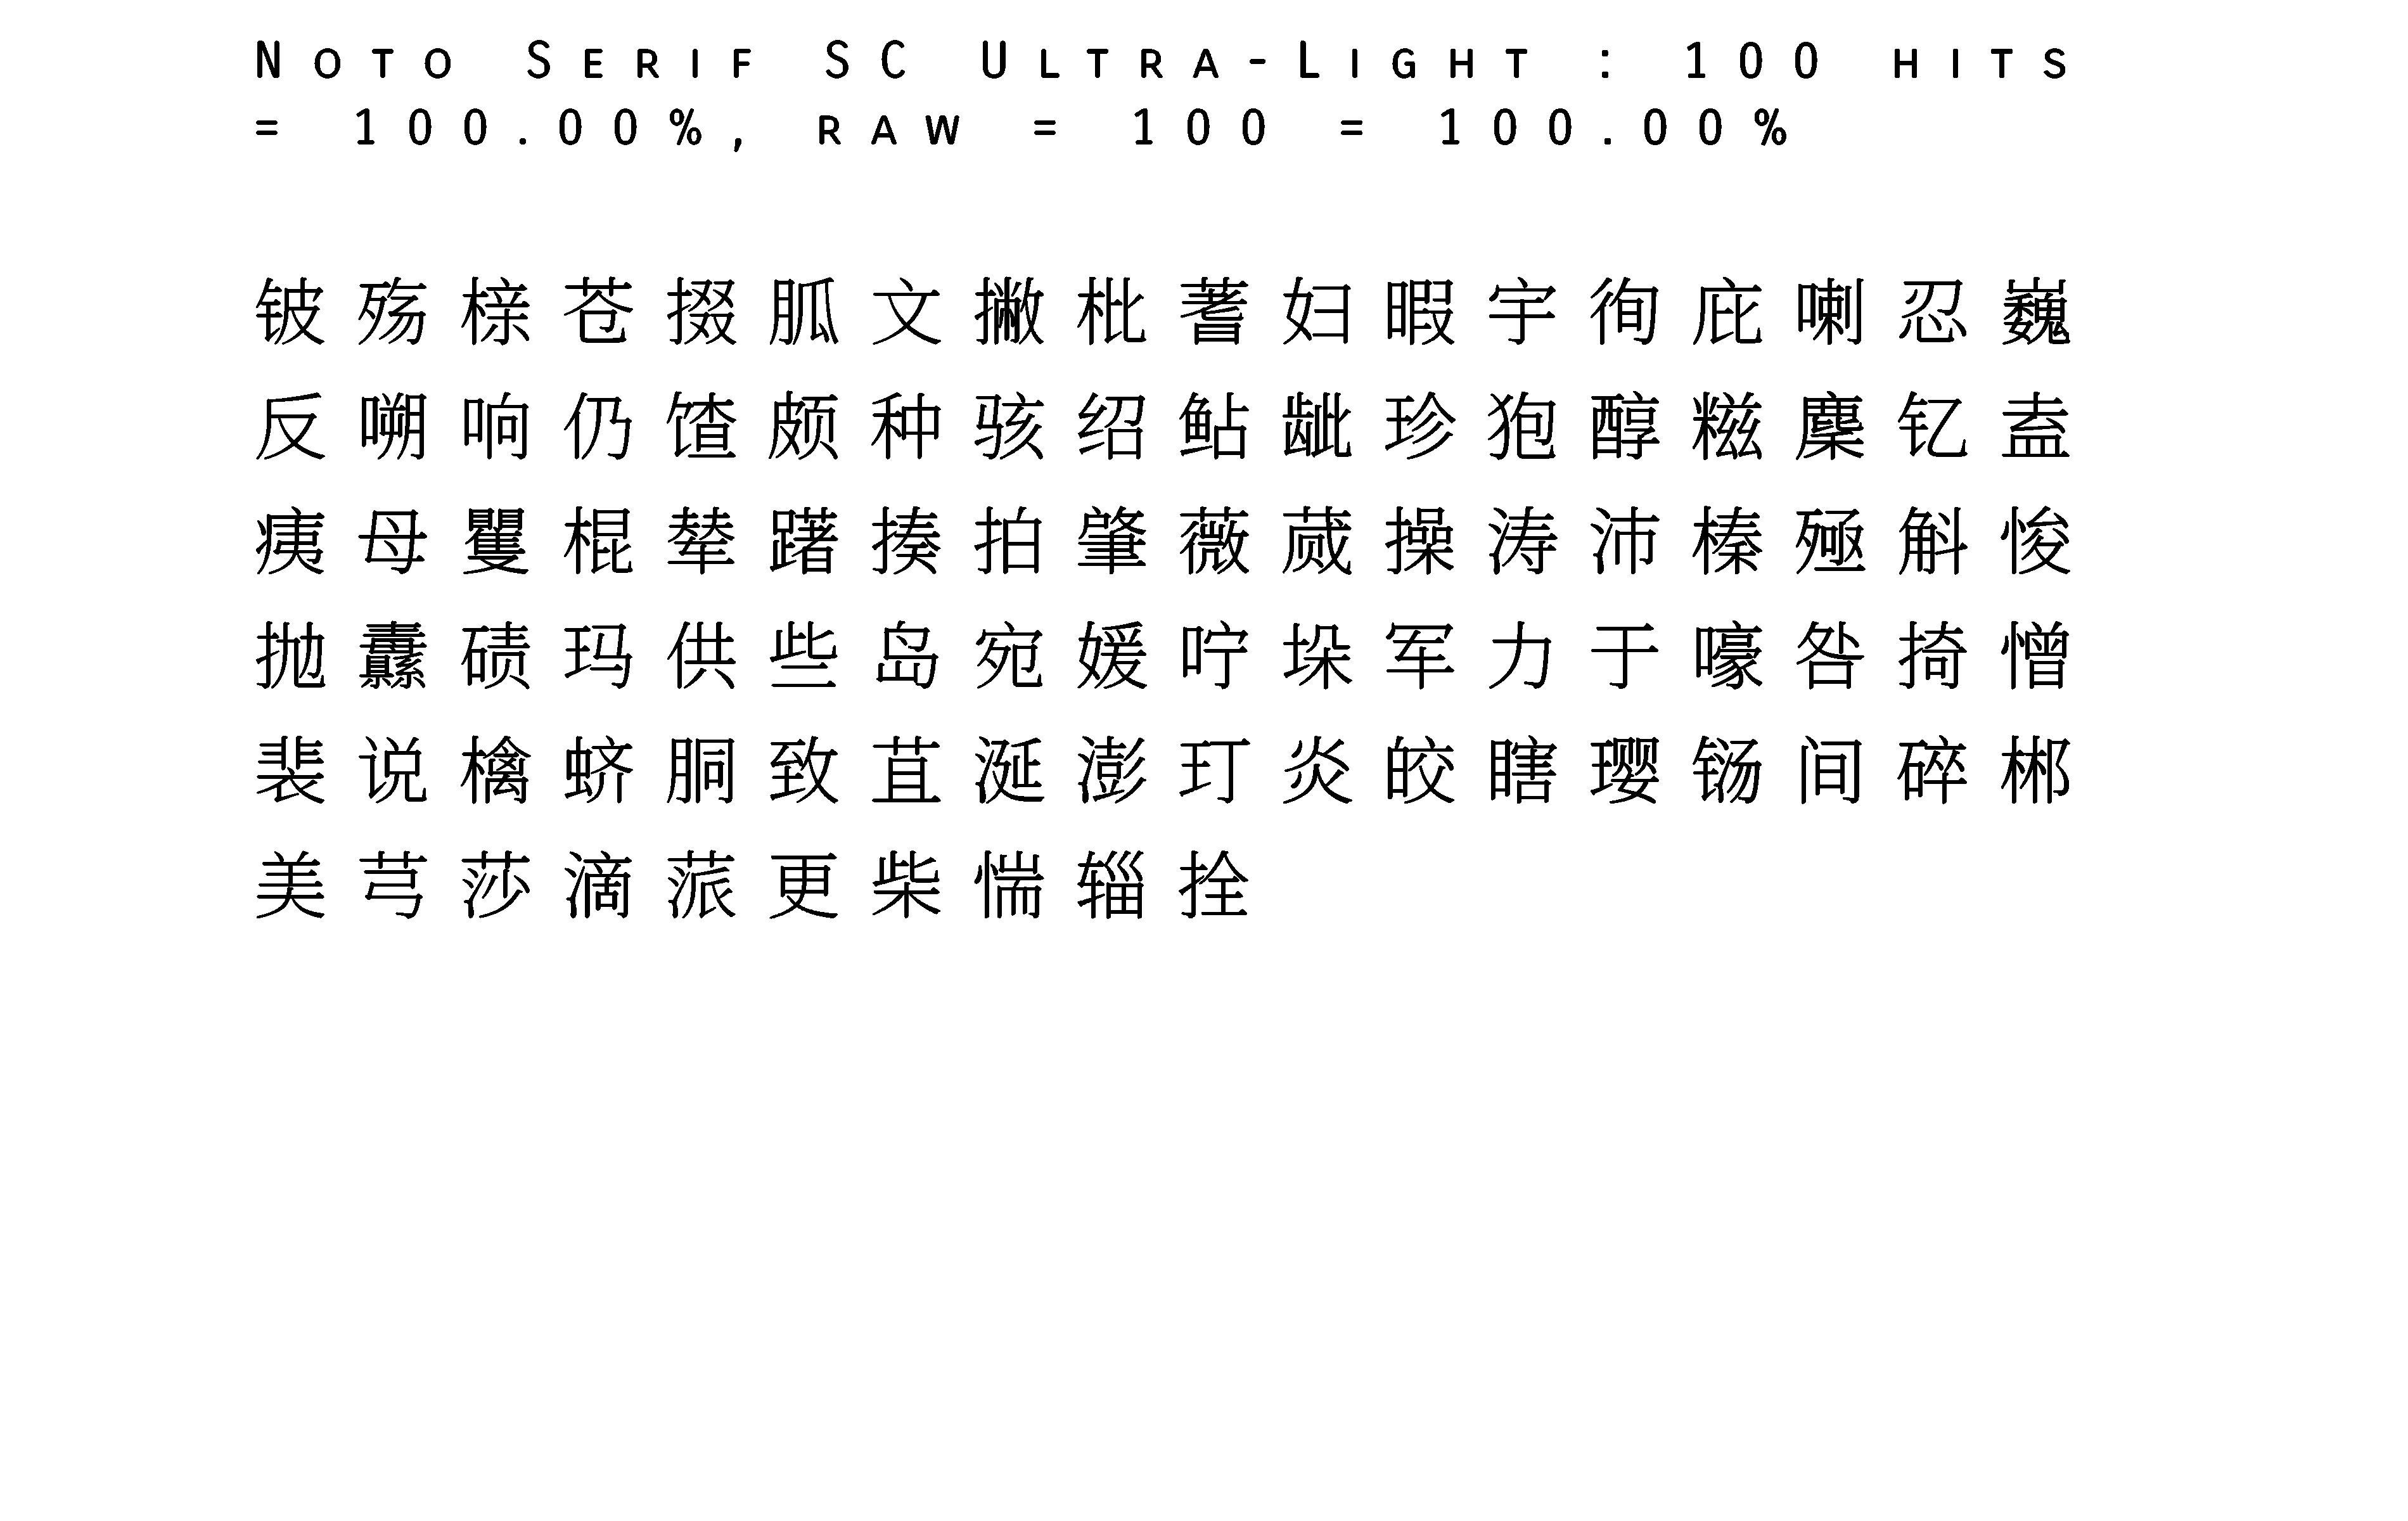 Noto Serif SC Ultra-Light : 100 hits
= 100.00%, raw = 100 = 100.00%
铍殇榇苍掇胍文撇枇蓍妇暇宇徇庇喇忍巍
反嗍响仍馇颇种骇绍鲇龇珍狍醇糍麇钇盍
痍母矍棍辇躇揍拍肇薇葳操涛沛榛殛斛悛
抛纛碛玛供些岛宛媛咛垛军力于嚎咎掎憎
裴说檎蛴胴致苴涎澎玎炎皎瞎璎钖间碎郴
美芎莎滴蒎更柴惴辎拴